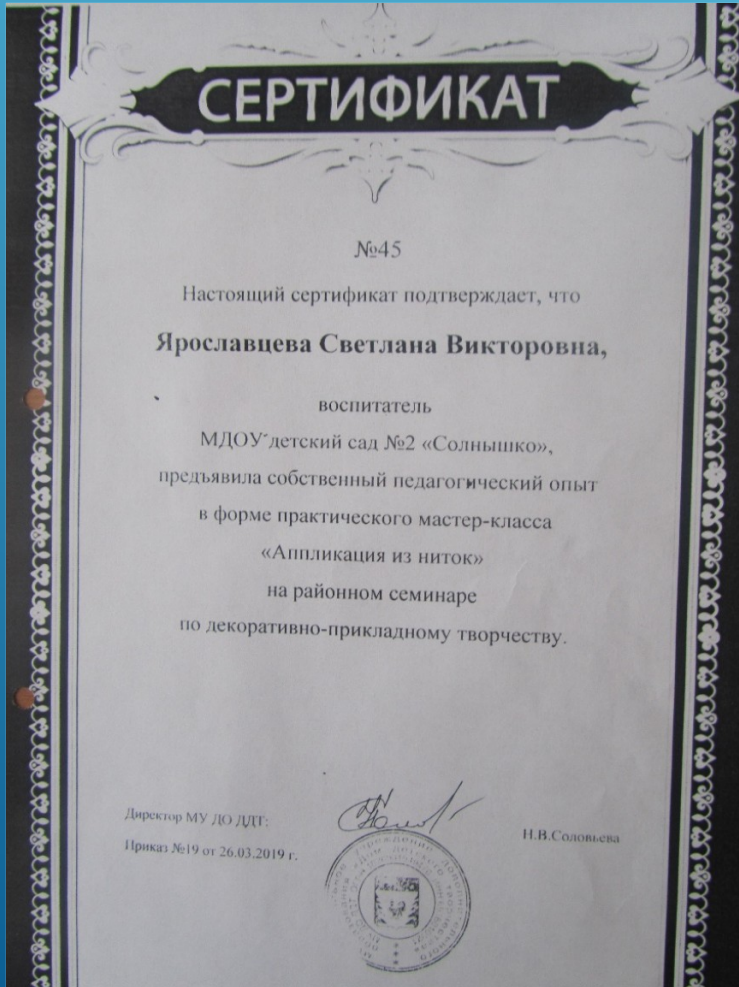 СЕРТИФИКАТ
№45
Настоящий сертификат подтверждает, что
Ярославцева Светлана Викторовна,
воспитатель
МДОУ детский сад №2 «Солнышко»,
предъявила собственный педагогический опыт
в форме практического мастер-класса
«Аппликация из ниток»
на районном семинаре
по декоративно-прикладному творчеству.
Директор МУ ДО ДДТ:
Н.В.Соловьева
Приказ №19 от 26.03.2019 г.